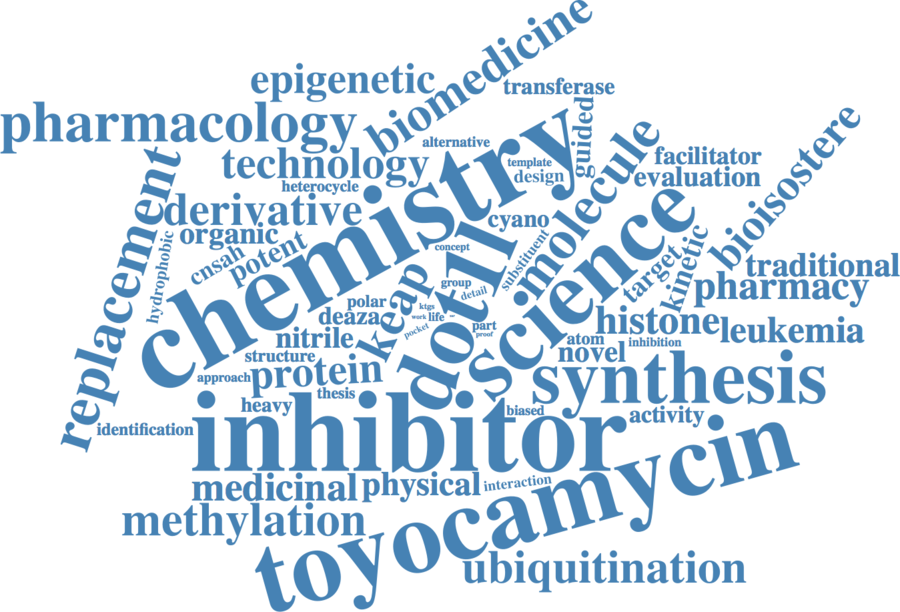 biomedicine
epigenetic
transferase
pharmacology
guided
alternative
technology
template
design
molecule
facilitator
evaluation
heterocycle
replacement
chemistry
derivative
cyano
bioisostere
organic
science
concept
substituent
hydrophobic
cnsah
potent
dotil
target
kinetic
traditional
pharmacy
keap
group
detail
polar
deaza
ktgs
work
life
pocket
part
proof
histone
leukemia
nitrile
atom
inhibition
structure
novel
approach
protein
thesis
synthesis
heavy
biased
activity
identification
inhibitor
toyocamycin
medicinal
physical
interaction
methylation
ubiquitination